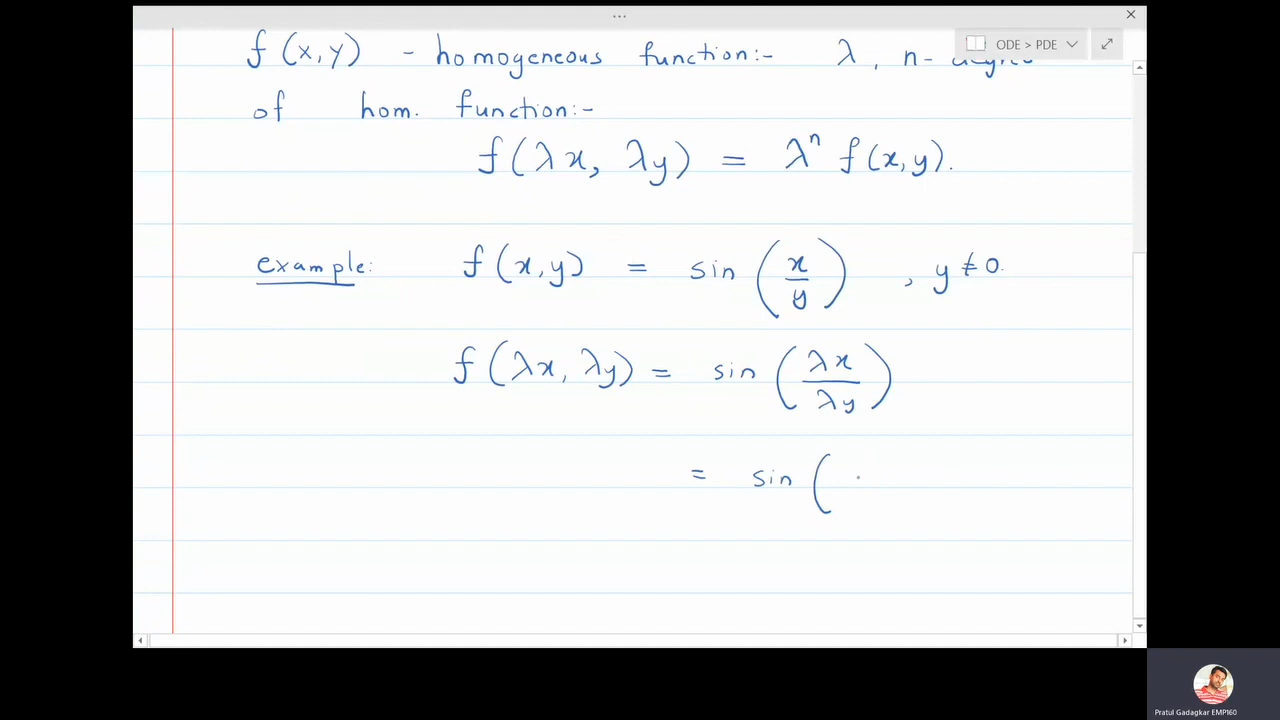 ODE > PDE
f(x,y) - homogeneous function:- λ, n- degree
of hom. function:-
f(λx, λy) = λⁿ f(x,y).
example: f(x,y) = sin (x/y) , y ≠ 0.
f(λx, λy) = sin (λx/λy)
= sin (
Pratul Gadagkar EMP160